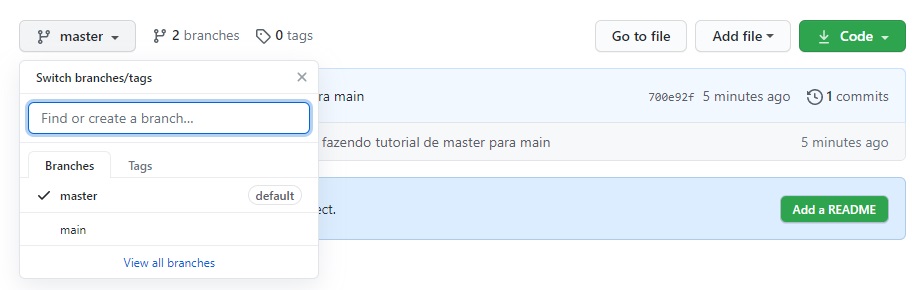 master
2 branches
0 tags
Go to file
Add file
Code
Switch branches/tags
Find or create a branch...
Branches
Tags
master
default
main
View all branches
para main
700e92f 5 minutes ago
1 commits
fazendo tutorial de master para main
5 minutes ago
Add a README